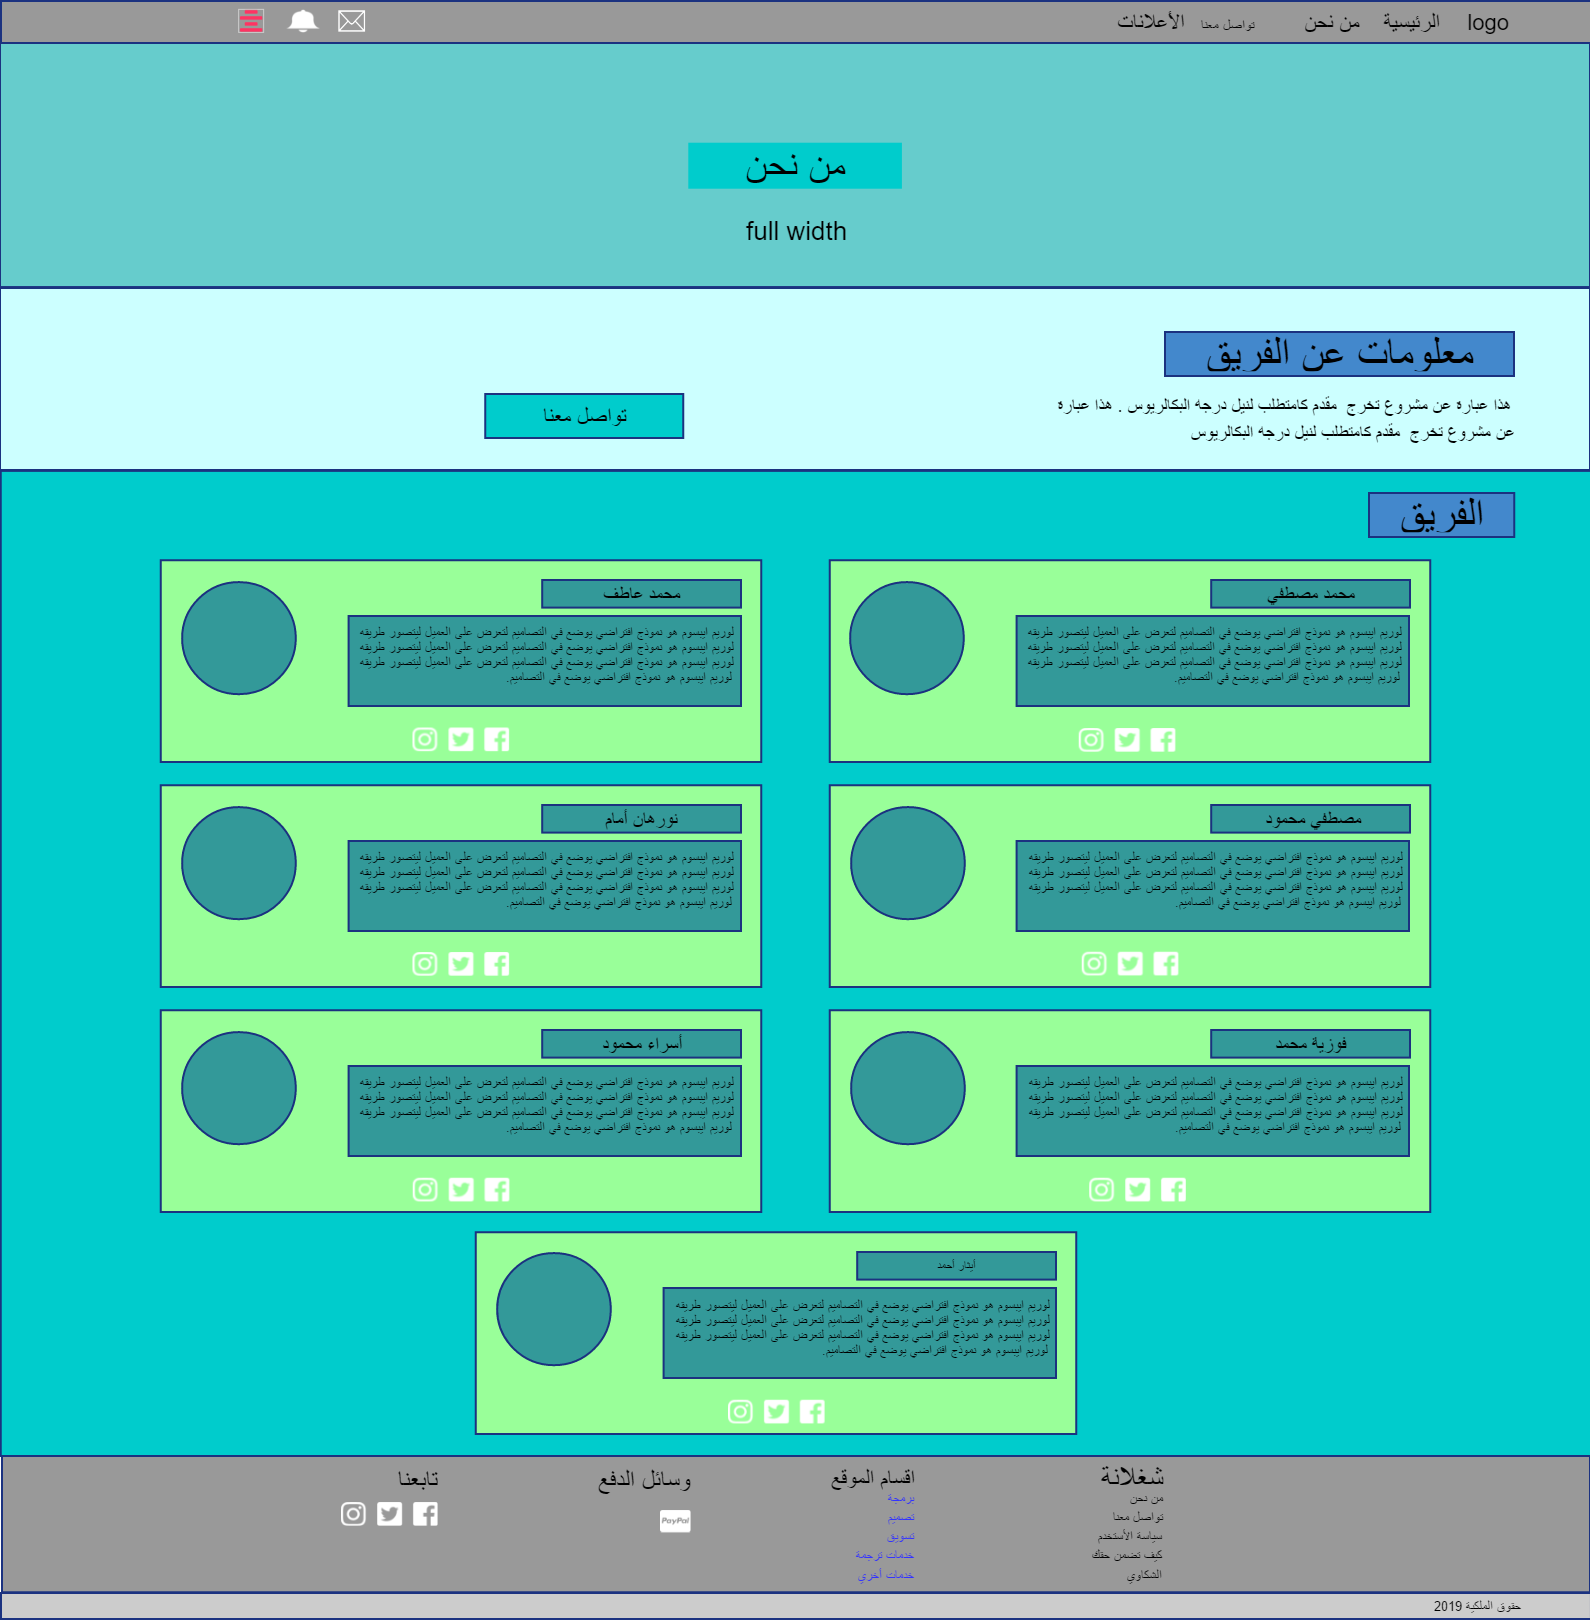 logo الرئيسية من نحن تواصل معنا الأعلانات
من نحن
full width
معلومات عن الفريق
هذا عبارة عن مشروع تخرج مقدم كامتطلب لنيل درجه البكالريوس . هذا عبارة
عن مشروع تخرج مقدم كامتطلب لنيل درجه البكالريوس
تواصل معنا
الفريق
محمد مصطفي
لوريم ايبسوم هو نموذج افتراضي يوضع في التصاميم لتعرض على العميل ليتصور طريقه
لوريم ايبسوم هو نموذج افتراضي يوضع في التصاميم لتعرض على العميل ليتصور طريقه
لوريم ايبسوم هو نموذج افتراضي يوضع في التصاميم لتعرض على العميل ليتصور طريقه
لوريم ايبسوم هو نموذج افتراضي يوضع في التصاميم.
محمد عاطف
لوريم ايبسوم هو نموذج افتراضي يوضع في التصاميم لتعرض على العميل ليتصور طريقه
لوريم ايبسوم هو نموذج افتراضي يوضع في التصاميم لتعرض على العميل ليتصور طريقه
لوريم ايبسوم هو نموذج افتراضي يوضع في التصاميم لتعرض على العميل ليتصور طريقه
لوريم ايبسوم هو نموذج افتراضي يوضع في التصاميم.
مصطفي محمود
لوريم ايبسوم هو نموذج افتراضي يوضع في التصاميم لتعرض على العميل ليتصور طريقه
لوريم ايبسوم هو نموذج افتراضي يوضع في التصاميم لتعرض على العميل ليتصور طريقه
لوريم ايبسوم هو نموذج افتراضي يوضع في التصاميم لتعرض على العميل ليتصور طريقه
لوريم ايبسوم هو نموذج افتراضي يوضع في التصاميم.
نورهان أمام
لوريم ايبسوم هو نموذج افتراضي يوضع في التصاميم لتعرض على العميل ليتصور طريقه
لوريم ايبسوم هو نموذج افتراضي يوضع في التصاميم لتعرض على العميل ليتصور طريقه
لوريم ايبسوم هو نموذج افتراضي يوضع في التصاميم لتعرض على العميل ليتصور طريقه
لوريم ايبسوم هو نموذج افتراضي يوضع في التصاميم.
فوزية محمد
لوريم ايبسوم هو نموذج افتراضي يوضع في التصاميم لتعرض على العميل ليتصور طريقه
لوريم ايبسوم هو نموذج افتراضي يوضع في التصاميم لتعرض على العميل ليتصور طريقه
لوريم ايبسوم هو نموذج افتراضي يوضع في التصاميم لتعرض على العميل ليتصور طريقه
لوريم ايبسوم هو نموذج افتراضي يوضع في التصاميم.
أسراء محمود
لوريم ايبسوم هو نموذج افتراضي يوضع في التصاميم لتعرض على العميل ليتصور طريقه
لوريم ايبسوم هو نموذج افتراضي يوضع في التصاميم لتعرض على العميل ليتصور طريقه
لوريم ايبسوم هو نموذج افتراضي يوضع في التصاميم لتعرض على العميل ليتصور طريقه
لوريم ايبسوم هو نموذج افتراضي يوضع في التصاميم.
ايثار احمد
لوريم ايبسوم هو نموذج افتراضي يوضع في التصاميم لتعرض على العميل ليتصور طريقه
لوريم ايبسوم هو نموذج افتراضي يوضع في التصاميم لتعرض على العميل ليتصور طريقه
لوريم ايبسوم هو نموذج افتراضي يوضع في التصاميم لتعرض على العميل ليتصور طريقه
لوريم ايبسوم هو نموذج افتراضي يوضع في التصاميم.
شغلانة
من نحن
تواصل معنا
سياسة الأستخدم
كيف تضمن حقك
الشكاوي
اقسام الموقع
برمجة
تصميم
تسويق
خدمات ترجمة
خدمات أخري
وسائل الدفع
PayPal
تابعنا
حقوق الملكية 2019